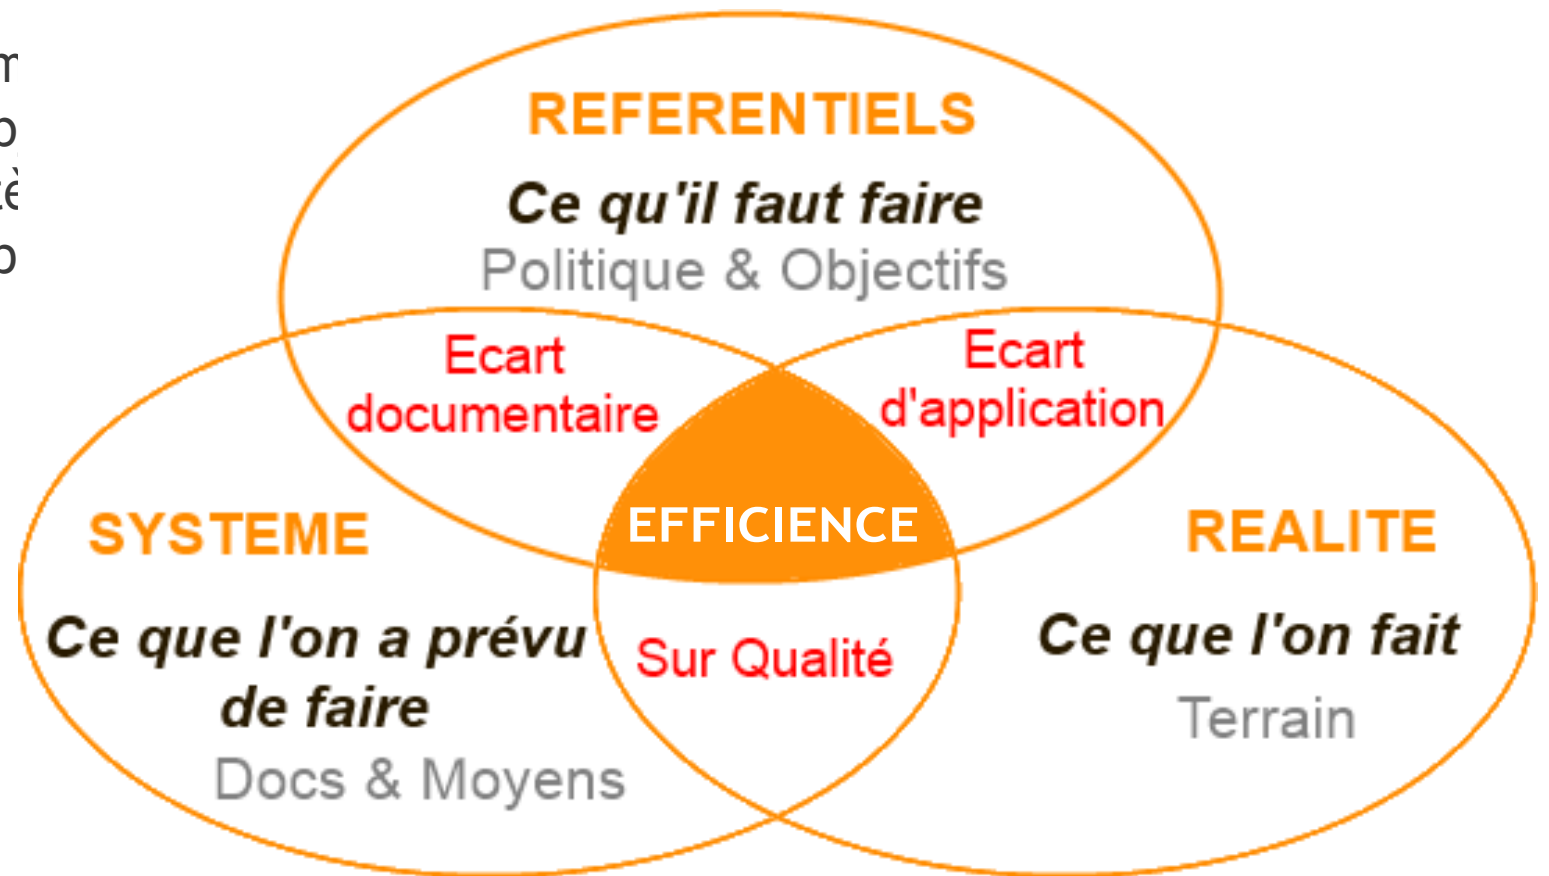 REFERENTIELS
Ce qu'il faut faire
Politique & Objectifs
Ecart
documentaire
Ecart
d'application
EFFICIENCE
SYSTEME
Ce que l'on a prévu
de faire
Docs & Moyens
Sur Qualité
REALITE
Ce que l'on fait
Terrain